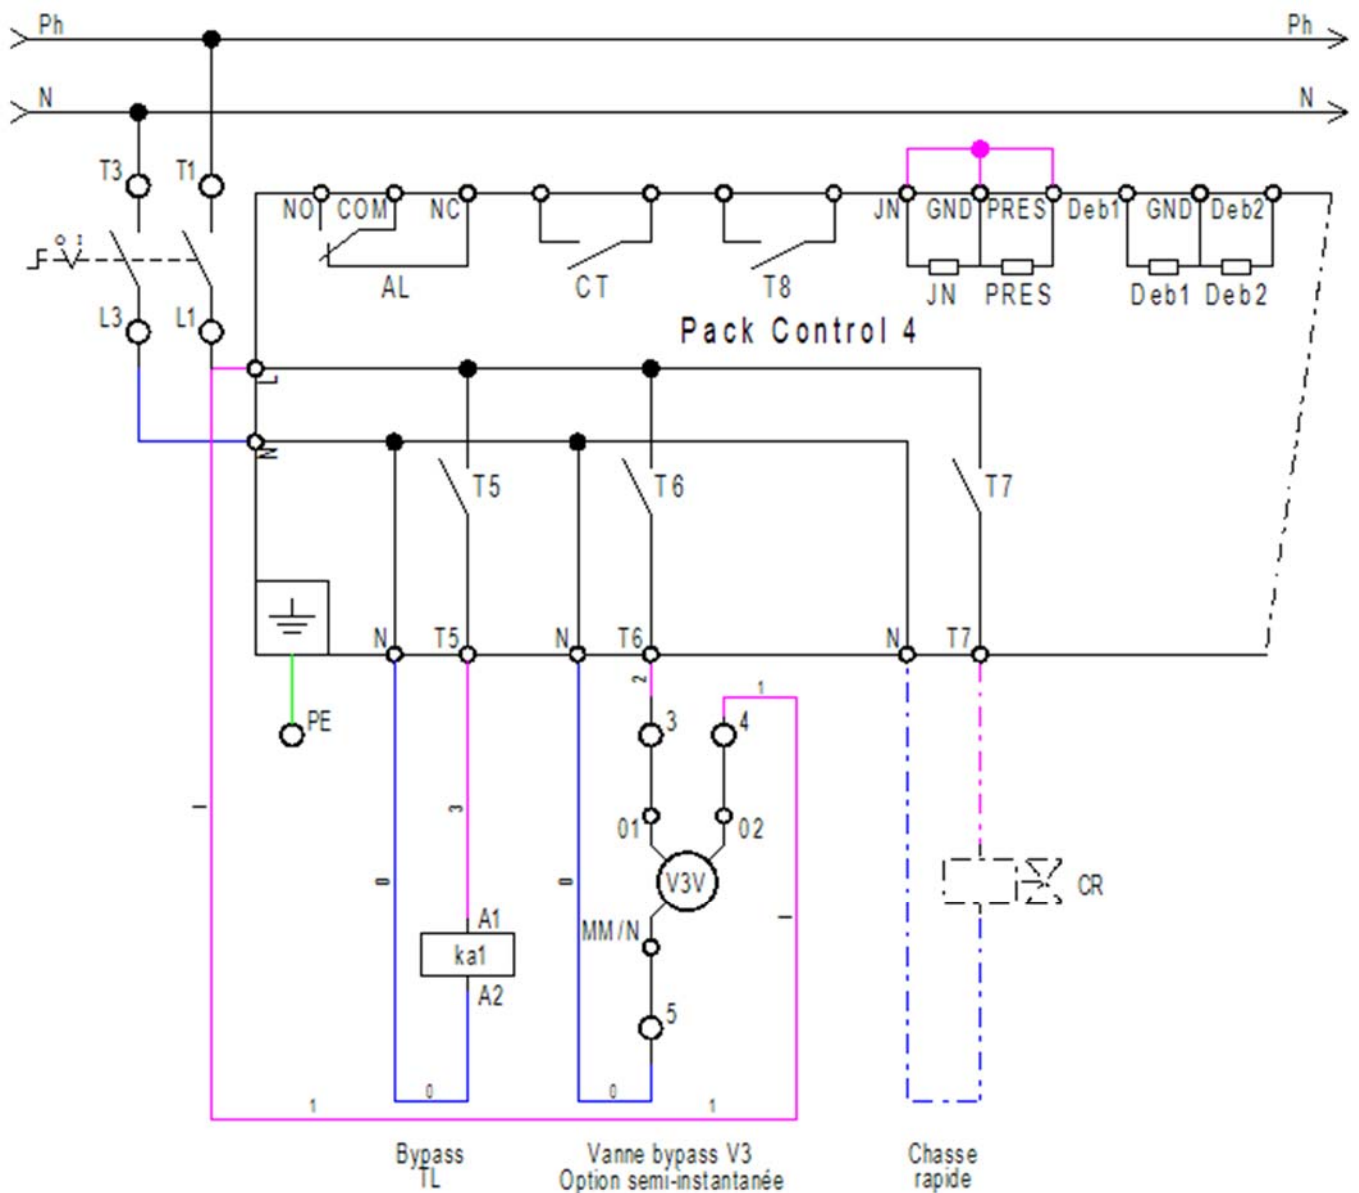 Ph Ph
N N
T3 T1
O I
NO COM NC JN GND PRES Deb1 GND Deb2
AL CT T8 JN PRES Deb1 Deb2
L3 L1
Pack Control 4
L
N
T5 T6 T7
N T5 N T6 N T7
PE
2 1
3 4
1 3
01 02
0 0 V3V CR
1
A1
MM/N
ka1
A2
5
0 0
1 1
Bypass
TL
Vanne bypass V3
Option semi-instantanée
Chasse
rapide